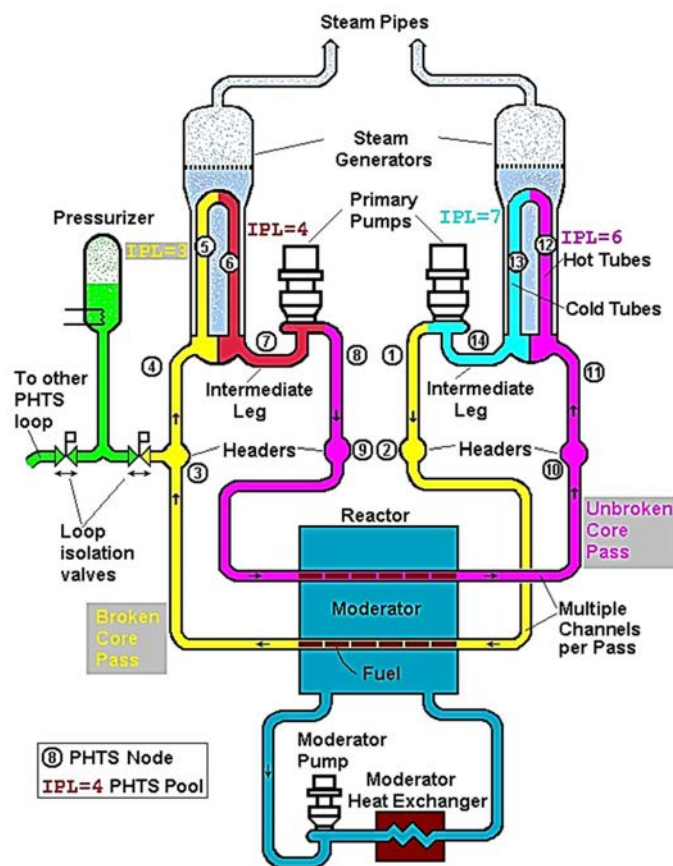 Steam Pipes
Steam
Generators
Pressurizer
IPL=3
IPL=4
Primary
Pumps
IPL=7
IPL=6
Hot Tubes
Cold Tubes
5
6
13
12
4
7
8
1
14
11
To other
PHTS
loop
Intermediate
Leg
Intermediate
Leg
3
Headers
9
2
Headers
10
Loop
isolation
valves
Reactor
Unbroken
Core
Pass
Moderator
Multiple
Channels
per Pass
Broken
Core
Pass
Fuel
8 PHTS Node
IPL=4 PHTS Pool
Moderator
Pump
Moderator
Heat Exchanger